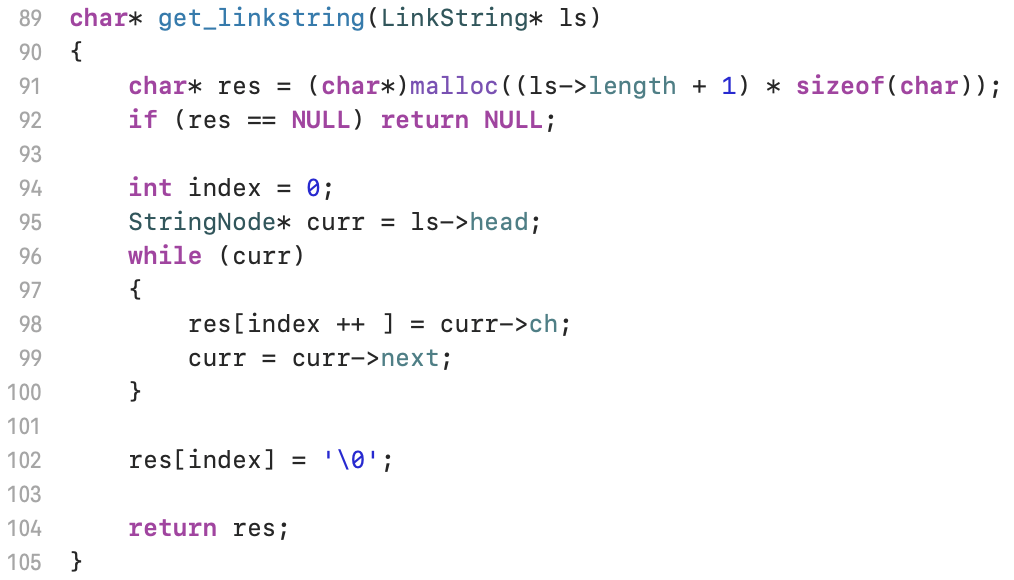 89 char* get_linkstring(LinkString* ls)
90 {
91     char* res = (char*)malloc((ls->length + 1) * sizeof(char));
92     if (res == NULL) return NULL;
93
94     int index = 0;
95     StringNode* curr = ls->head;
96     while (curr)
97     {
98         res[index ++ ] = curr->ch;
99         curr = curr->next;
100     }
101
102     res[index] = '\0';
103
104     return res;
105 }